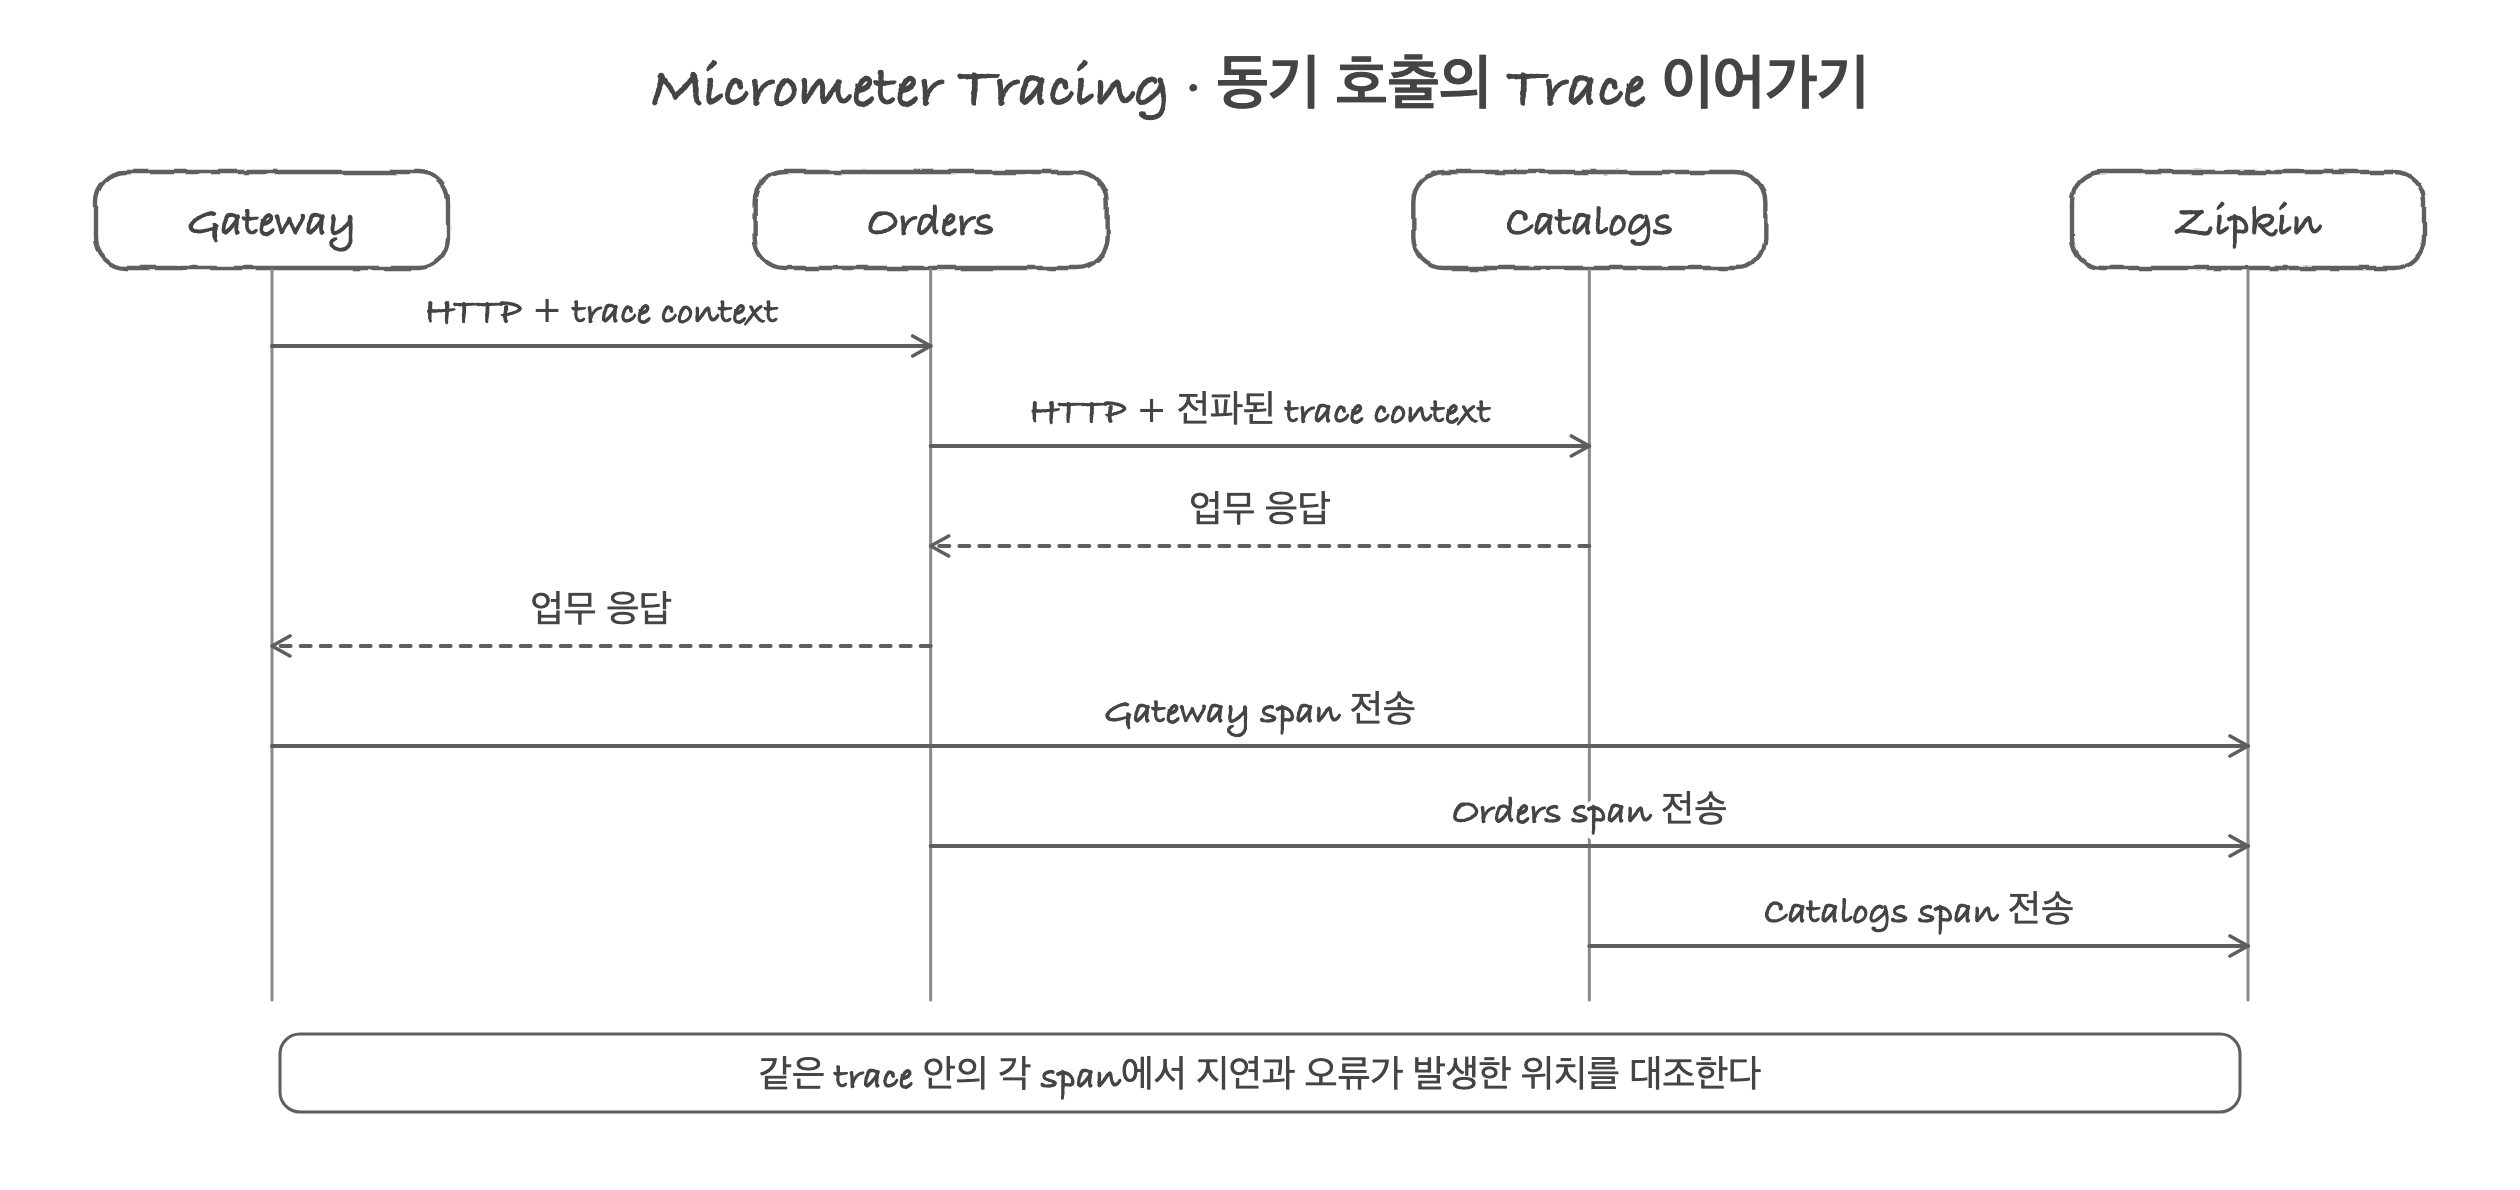 Micrometer Tracing · 동기 호출의 Trace 이어가기
Gateway
Orders
Catalogs
Zipkin
HTTP + trace context
HTTP + 전파된 trace context
업무 응답
업무 응답
Gateway span 전송
Orders span 전송
Catalogs span 전송
같은 trace 안의 각 span에서 지연과 오류가 발생한 위치를 대조한다